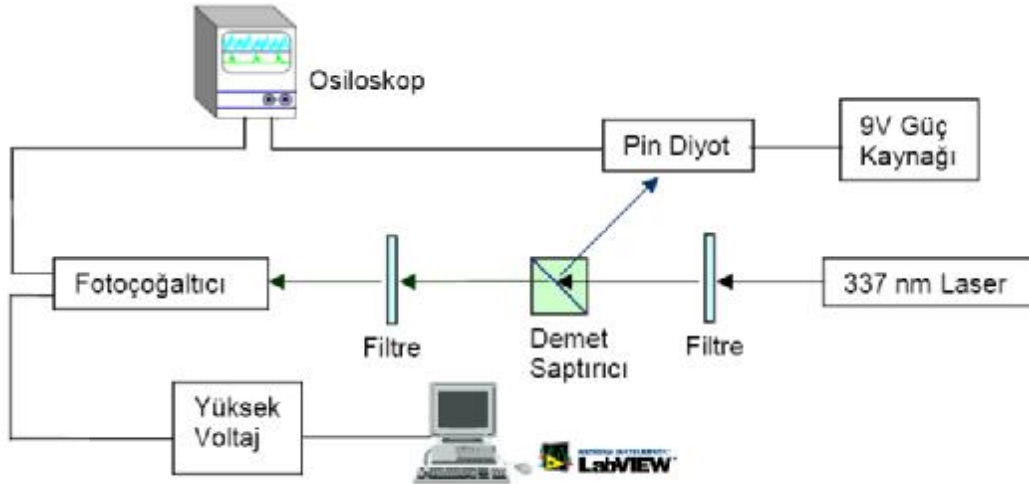 Osiloskop
Pin Diyot
9V Güç
Kaynağı
Fotoçoğaltıcı
337 nm Laser
Filtre
Demet
Saptırıcı
Filtre
Yüksek
Voltaj
LabVIEW